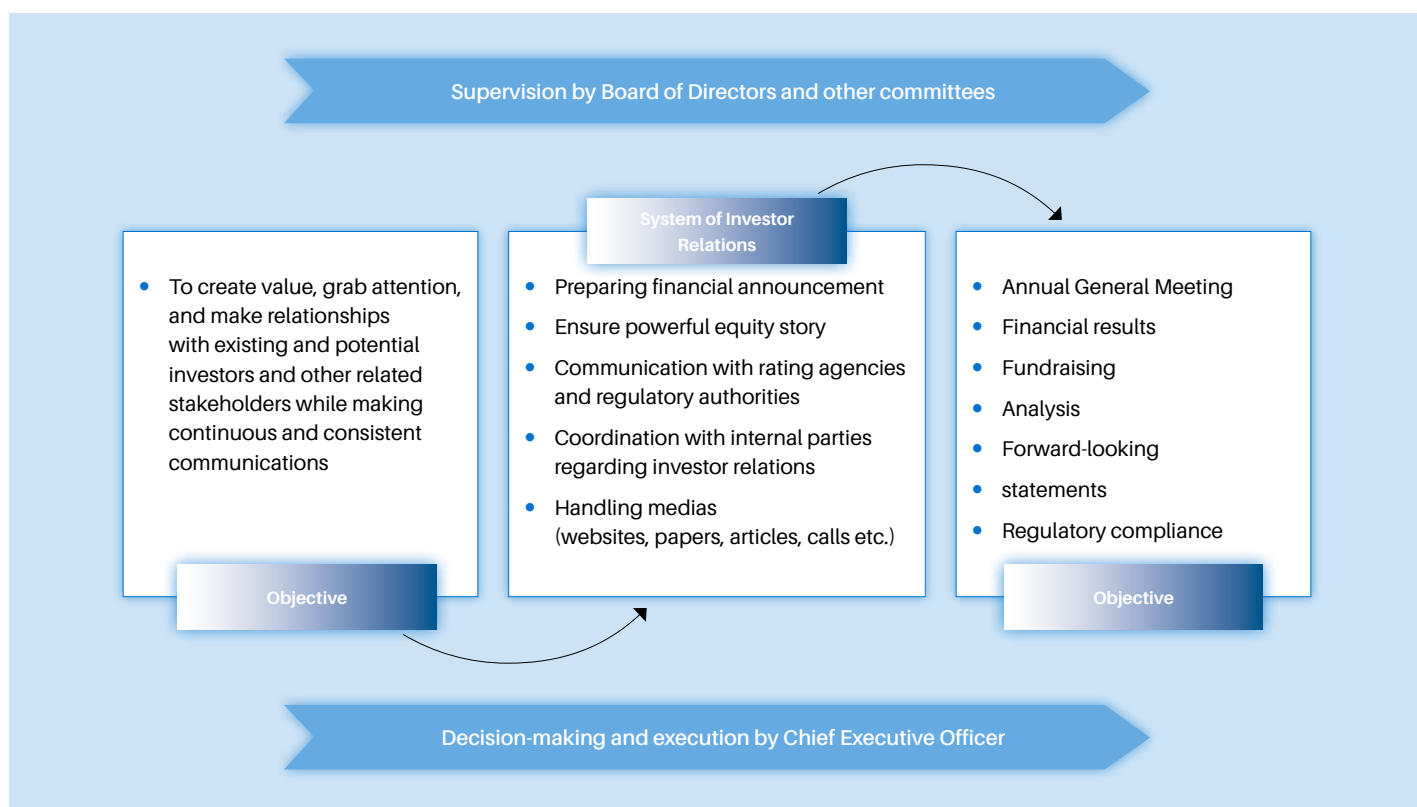 Supervision by Board of Directors and other committees
To create value, grab attention,
and make relationships
with existing and potential
investors and other related
stakeholders while making
continuous and consistent
communications
Objective
System of Investor
Relations
Preparing financial announcement
Ensure powerful equity story
Communication with rating agencies
and regulatory authorities
Coordination with internal parties
regarding investor relations
Handling medias
(websites, papers, articles, calls etc.)
Annual General Meeting
Financial results
Fundraising
Analysis
Forward-looking
statements
Regulatory compliance
Objective
Decision-making and execution by Chief Executive Officer